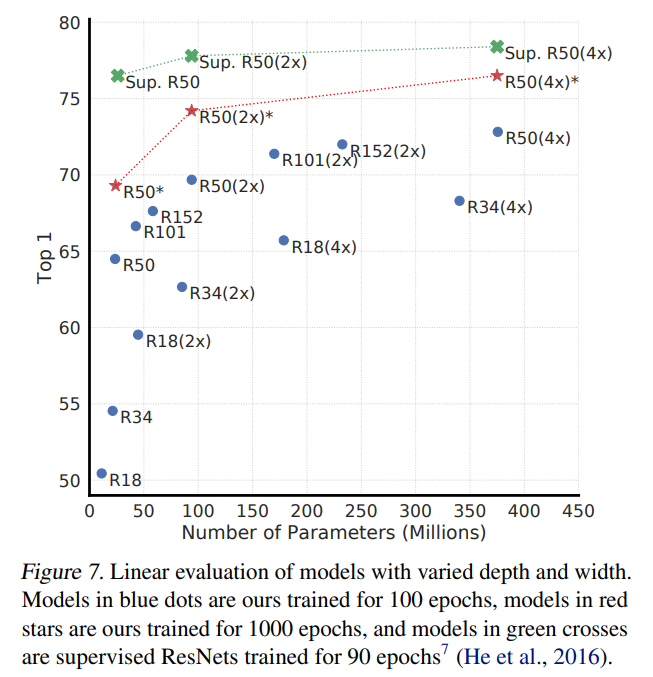 80
75
70
65
60
55
50
Top 1
Sup. R50
Sup. R50(2x)
Sup. R50(4x)
R50(4x)*
R50(2x)*
R50(4x)
R152(2x)
R101(2x)
R50*
R50(2x)
R34(4x)
R152
R101
R18(4x)
R50
R34(2x)
R18(2x)
R34
R18
0 50 100 150 200 250 300 350 400 450
Number of Parameters (Millions)
Figure 7. Linear evaluation of models with varied depth and width.
Models in blue dots are ours trained for 100 epochs, models in red
stars are ours trained for 1000 epochs, and models in green crosses
are supervised ResNets trained for 90 epochs7 (He et al., 2016).